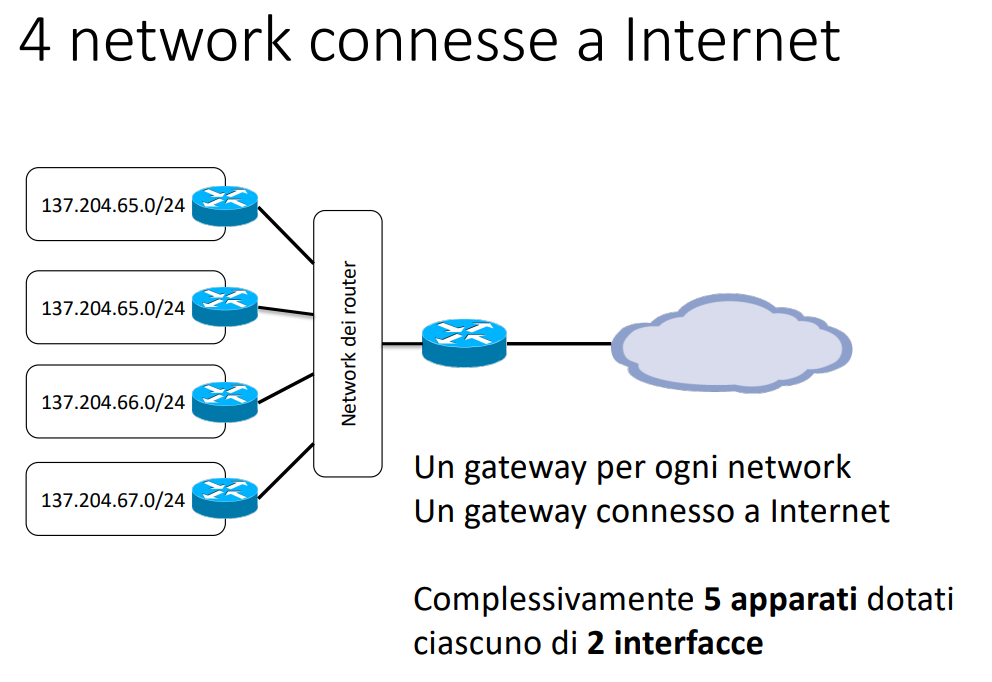 4 network connesse a Internet
137.204.65.0/24
137.204.65.0/24
137.204.66.0/24
137.204.67.0/24
Network dei router
Un gateway per ogni network
Un gateway connesso a Internet
Complessivamente 5 apparati dotati
ciascuno di 2 interfacce